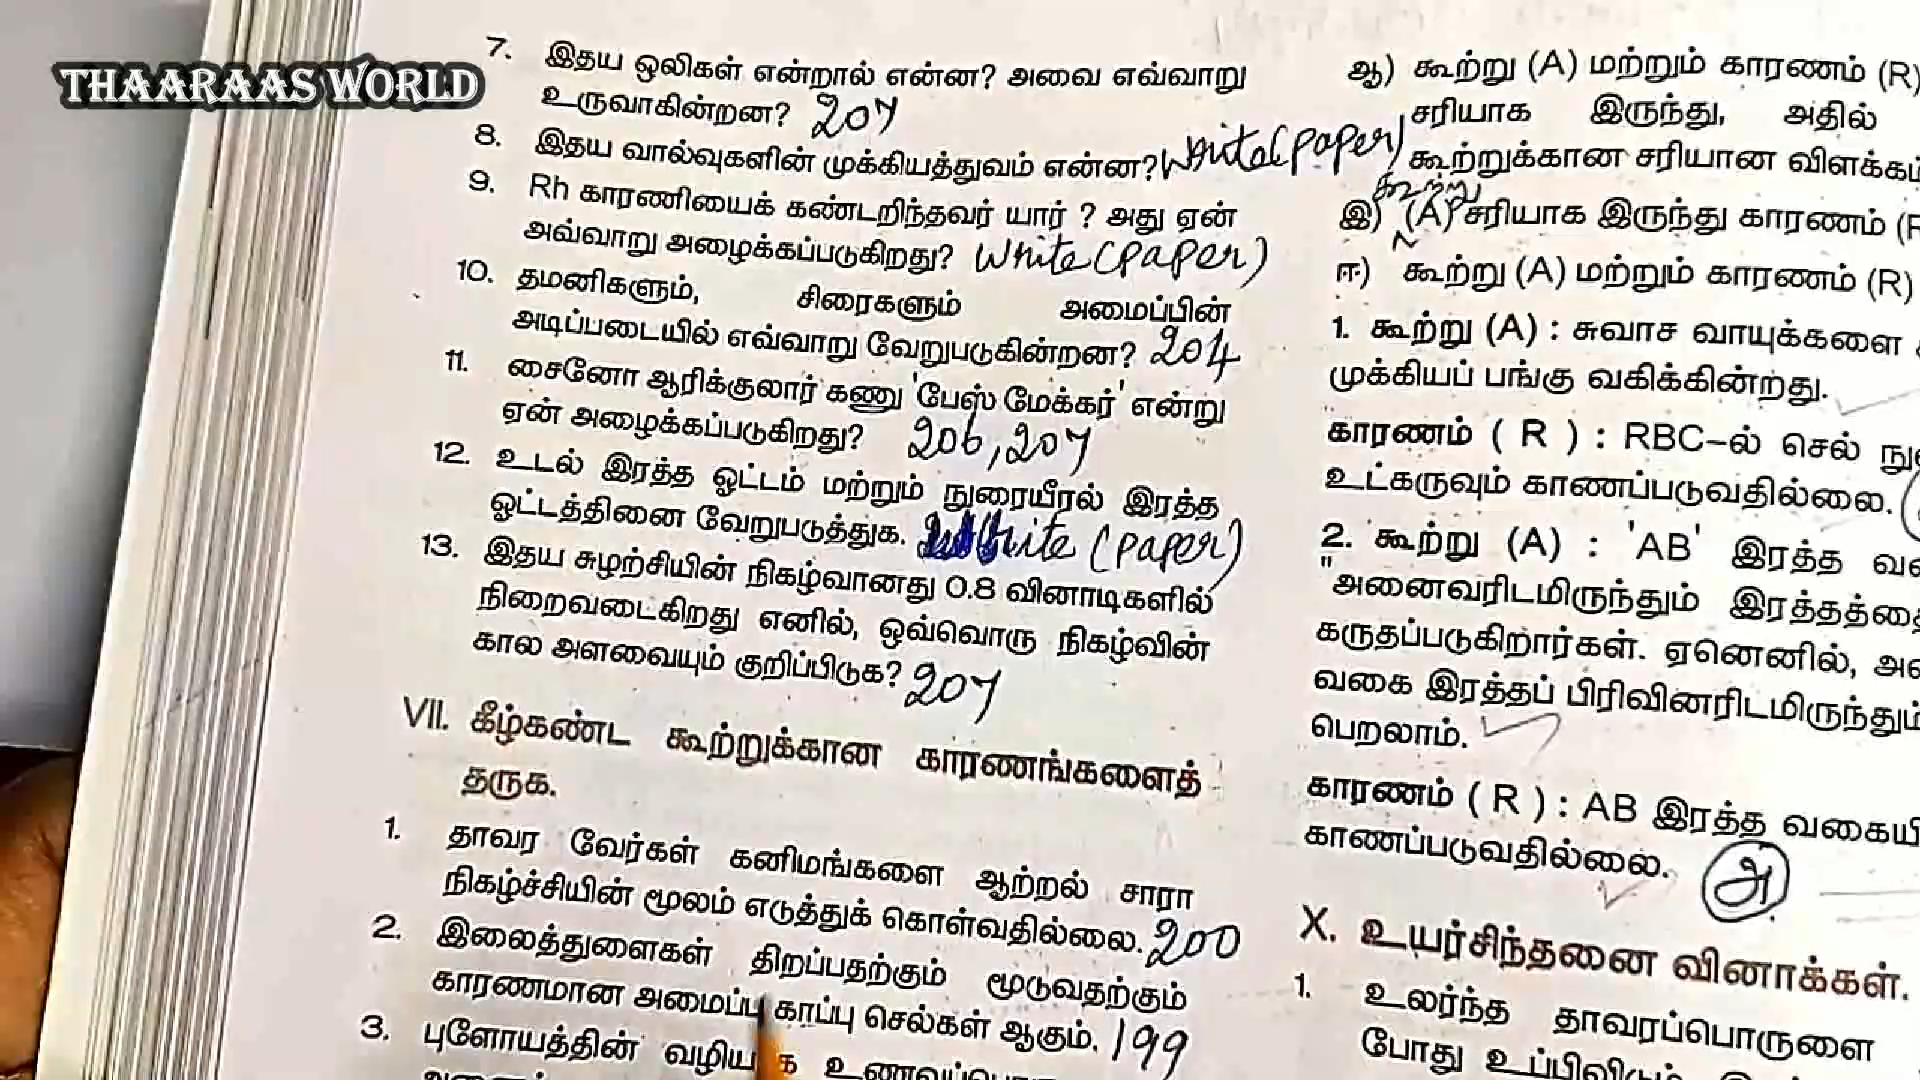 THAARAAS WORLD
7. இதய ஒலிகள் என்றால் என்ன? அவை எவ்வாறு
உருவாகின்றன? 207
8. இதய வால்வுகளின் முக்கியத்துவம் என்ன? write(paper)
9. Rh காரணியைக் கண்டறிந்தவர் யார் ? அது ஏன்
அவ்வாறு அழைக்கப்படுகிறது? write(paper)
10. தமனிகளும், சிரைகளும் அமைப்பின்
அடிப்படையில் எவ்வாறு வேறுபடுகின்றன? 204
11. சைனோ ஆரிக்குலார் கணு 'பேஸ் மேக்கர்' என்று
ஏன் அழைக்கப்படுகிறது? 206,207
12. உடல் இரத்த ஓட்டம் மற்றும் நுரையீரல் இரத்த
ஓட்டத்தினை வேறுபடுத்துக. write (paper)
13. இதய சுழற்சியின் நிகழ்வானது 0.8 வினாடிகளில்
நிறைவடைகிறது எனில், ஒவ்வொரு நிகழ்வின்
கால அளவையும் குறிப்பிடுக? 207
VII. கீழ்கண்ட கூற்றுக்கான காரணங்களைத்
தருக.
1. தாவர வேர்கள் கனிமங்களை ஆற்றல் சாரா
நிகழ்ச்சியின் மூலம் எடுத்துக் கொள்வதில்லை. 200
2. இலைத்துளைகள் திறப்பதற்கும் மூடுவதற்கும்
காரணமான அமைப்பு காப்பு செல்கள் ஆகும். 199
3. புளோயத்தின்
ஆ) கூற்று (A) மற்றும் காரணம் (R)
சரியாக இருந்து, அதில்
கூற்றுக்கான சரியான
கூற்று
இ) (A) சரியாக இருந்து காரணம்
ஈ) கூற்று (A) மற்றும் காரணம் (R)
1. கூற்று (A) : சுவாச வாயுக்களை
முக்கியப் பங்கு வகிக்கின்றது.
காரணம் ( R ) : RBC-ல் செல்
உட்கருவும் காணப்படுவதில்லை.
2. கூற்று (A) : 'AB' இரத்த
"அனைவரிடமிருந்தும்
கருதப்படுகிறார்கள். ஏனெனில்,
வகை இரத்தப் பிரிவினரிடமிருந்தும்
பெறலாம்.
காரணம் ( R ) : AB இரத்த
காணப்படுவதில்லை. அ
X. உயர்சிந்தனை வினாக்கள்.
1. உலர்ந்த தாவரப்பொருளை
போது